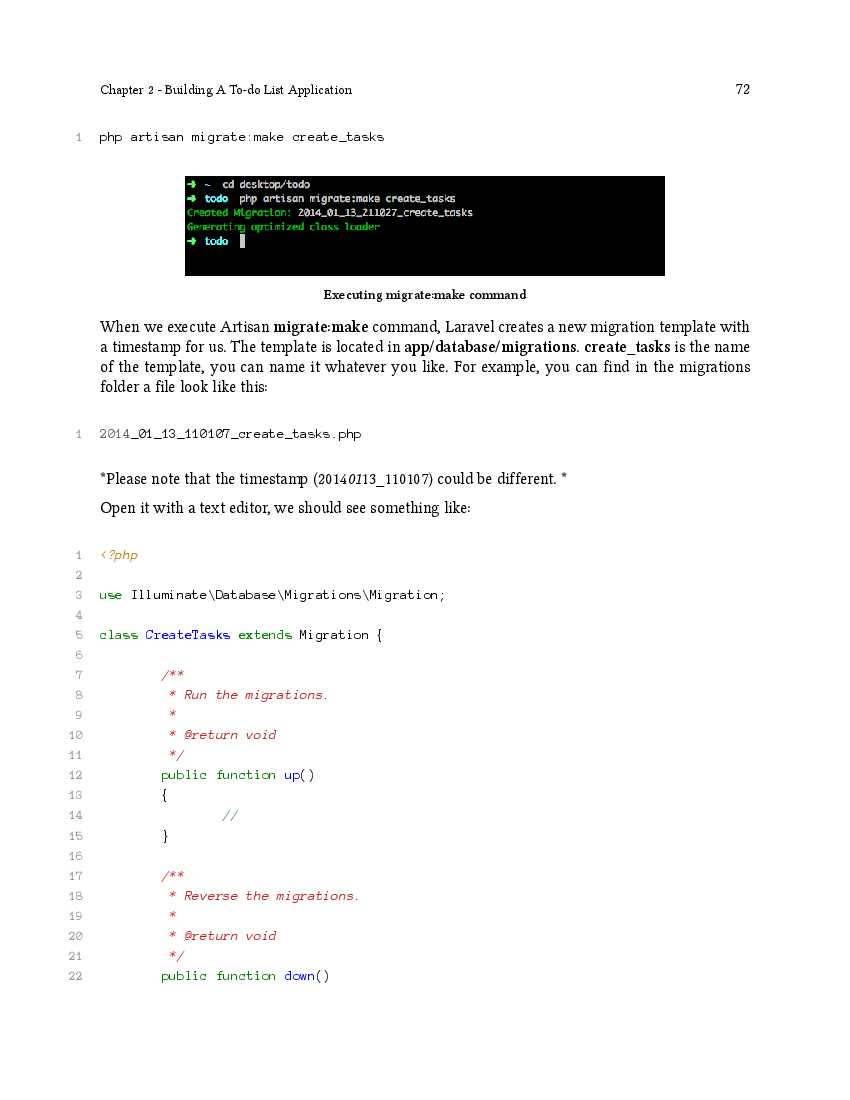 Chapter 2 - Building A To-do List Application 72
1 php artisan migrate:make create_tasks
➜ ~ cd desktop/todo
➜ todo php artisan migrate:make create_tasks
Created Migration: 2014_01_13_211027_create_tasks
Generating optimized class loader
➜ todo
Executing migrate:make command
When we execute Artisan migrate:make command, Laravel creates a new migration template with
a timestamp for us. The template is located in app/database/migrations. create_tasks is the name
of the template, you can name it whatever you like. For example, you can find in the migrations
folder a file look like this:
1 2014_01_13_110107_create_tasks.php
*Please note that the timestamp (20140113_110107) could be different. *
Open it with a text editor, we should see something like:
1 <?php
2
3 use Illuminate\Database\Migrations\Migration;
4
5 class CreateTasks extends Migration {
6
7 /**
8 * Run the migrations.
9 *
10 * @return void
11 */
12 public function up()
13 {
14 //
15 }
16
17 /**
18 * Reverse the migrations.
19 *
20 * @return void
21 */
22 public function down()